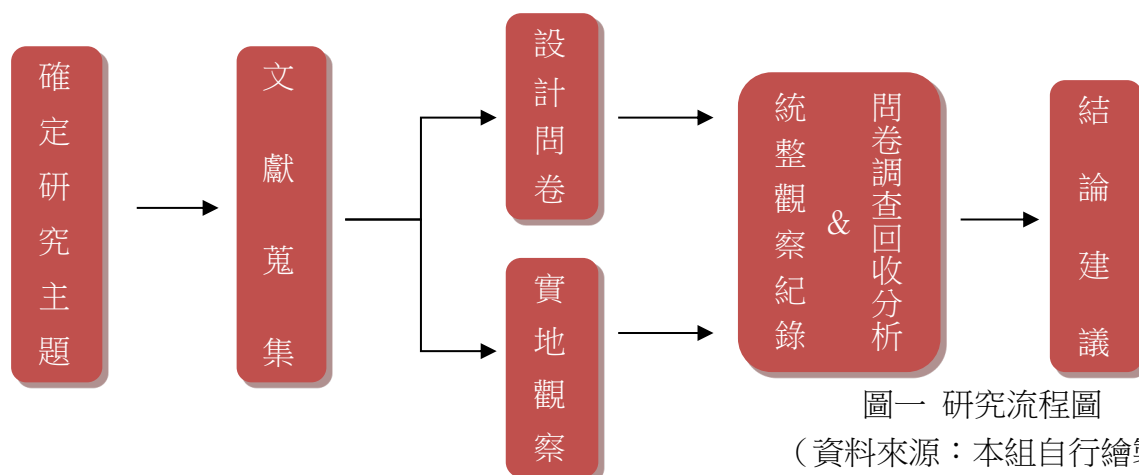 確定研究主題
文獻蒐集
設計問卷
實地觀察
問卷調查回收分析
&
統整觀察紀錄
結論建議
圖一 研究流程圖
（資料來源：本組自行繪